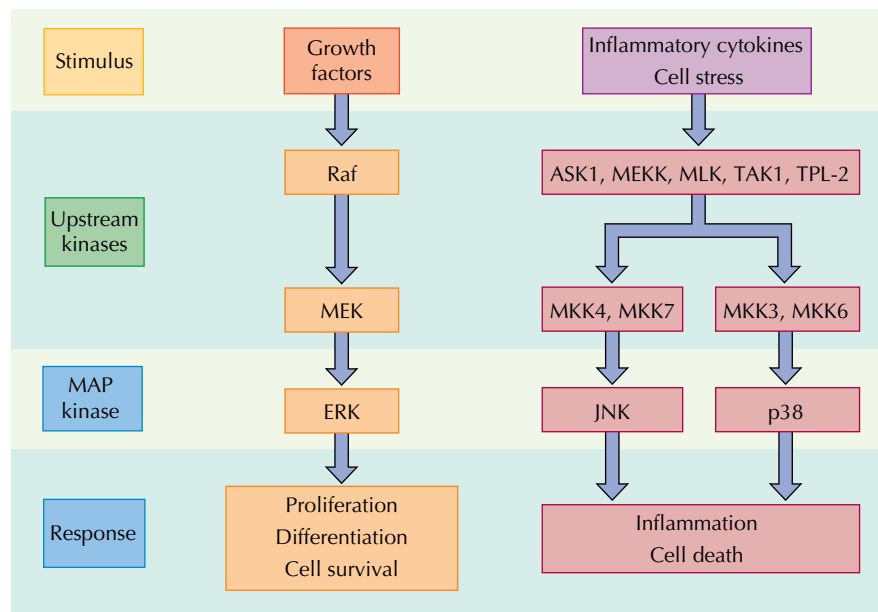 Stimulus
Growth
factors
Inflammatory cytokines
Cell stress
Upstream
kinases
Raf
ASK1, MEKK, MLK, TAK1, TPL-2
MEK
MKK4, MKK7
MKK3, MKK6
MAP
kinase
ERK
JNK
p38
Response
Proliferation
Differentiation
Cell survival
Inflammation
Cell death